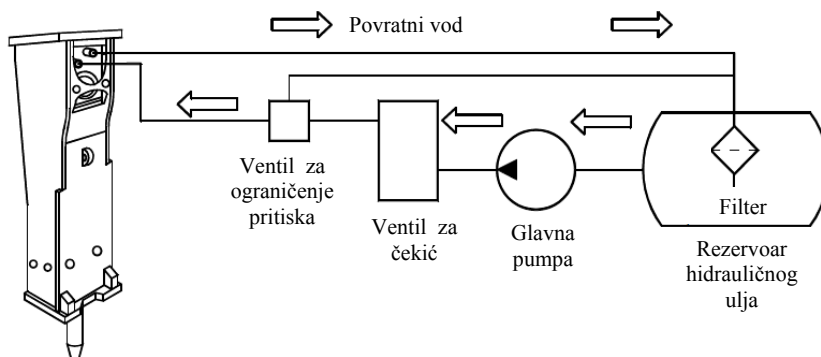 Povratni vod
Ventil za
ograničenje
pritiska
Ventil za
čekić
Glavna
pumpa
Filter
Rezervoar
hidrauličnog
ulja